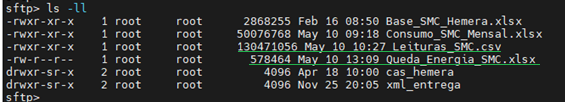 sftp> ls -ll
-rwxr-xr-x    1 root     root      2868255 Feb 16 08:50 Base_SMC_Hemera.xlsx
-rwxr-xr-x    1 root     root     50076768 May 10 09:18 Consumo_SMC_Mensal.xlsx
-rwxr-xr-x    1 root     root     130471056 May 10 10:27 Leituras_SMC.csv
-rw-r--r--    1 root     root       578464 May 10 13:09 Queda_Energia_SMC.xlsx
drwxr-sr-x    2 root     root         4096 Apr 18 10:00 cas_hemera
drwxr-sr-x    2 root     root         4096 Nov 25 20:05 xml_entrega
sftp>